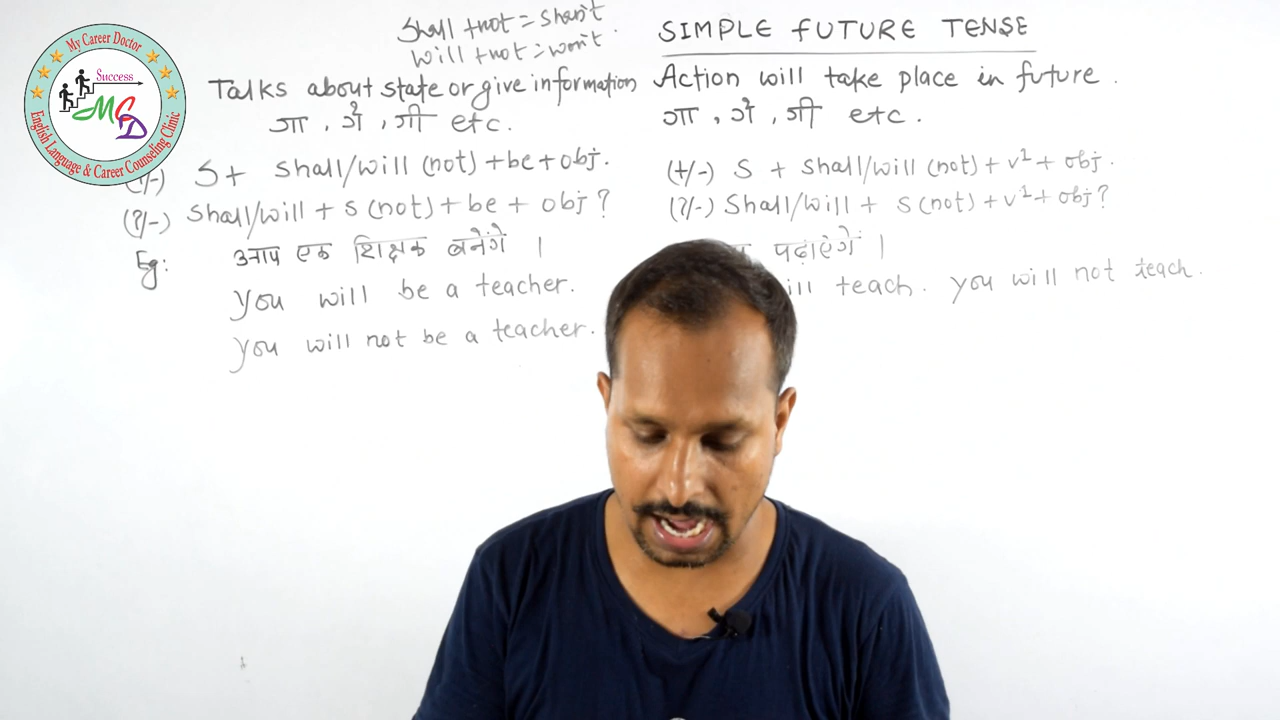 My Career Doctor
Success
MCD
English Language & Career Counseling Clinic
Shall + not = Shan't
will + not = won't
SIMPLE FUTURE TENSE
Talks about state or give information
गा, गे, गी etc.
(+/-) S + Shall/will (not) + be + obj.
(?/-) Shall/will + S (not) + be + obj ?
Eg: आप एक शिक्षक बनेंगे ।
you will be a teacher.
you will not be a teacher.
Action will take place in future.
गा, गे, गी etc.
(+/-) S + Shall/will (not) + v¹ + obj.
(?/-) Shall/will + S (not) + v¹ + obj ?
पढ़ाएंगे ।
teach. you will not teach.